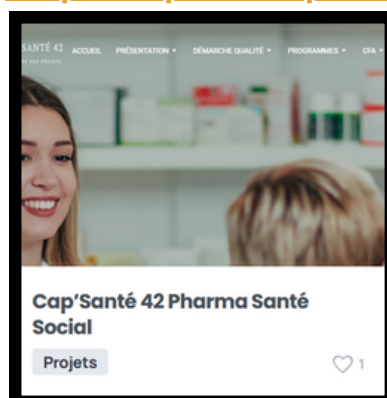 SANTÉ 42 ACCUEIL PRÉSENTATION DÉMARCHE QUALITÉ PROGRAMMES CFA
Cap'Santé 42 Pharma Santé
Social
Projets
1